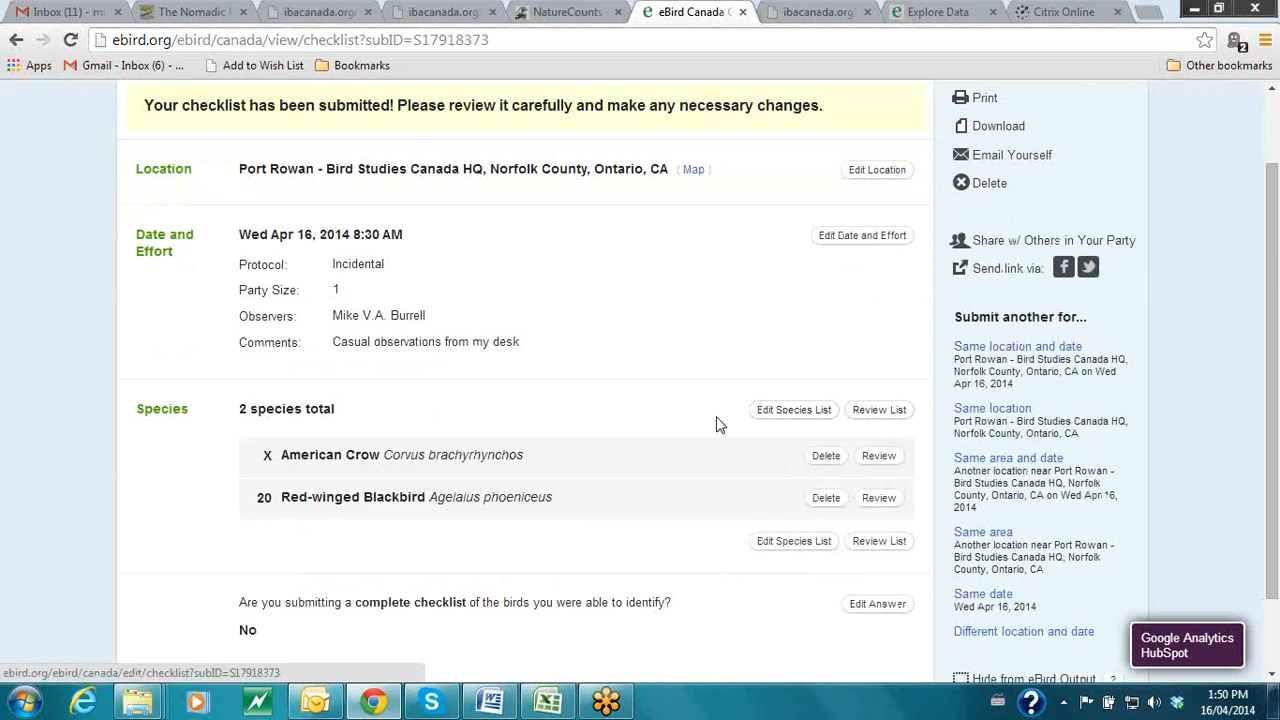 Inbox (11) - m
The Nomadic
ibacanada.org
ibacanada.org
NatureCounts
eBird Canada
ibacanada.org
Explore Data
Citrix Online
ebird.org/ebird/canada/view/checklist?subID=S17918373
2
Apps
Gmail - Inbox (6) - ...
Add to Wish List
Bookmarks
Other bookmarks
Your checklist has been submitted! Please review it carefully and make any necessary changes.
Location
Port Rowan - Bird Studies Canada HQ, Norfolk County, Ontario, CA ( Map )
Edit Location
Date and
Effort
Wed Apr 16, 2014 8:30 AM
Edit Date and Effort
Protocol: Incidental
Party Size: 1
Observers: Mike V.A. Burrell
Comments: Casual observations from my desk
Species
2 species total
Edit Species List
Review List
X American Crow Corvus brachyrhynchos
Delete
Review
20 Red-winged Blackbird Agelaius phoeniceus
Delete
Review
Edit Species List
Review List
Are you submitting a complete checklist of the birds you were able to identify?
Edit Answer
No
Print
Download
Email Yourself
Delete
Share w/ Others in Your Party
Send link via:
Submit another for...
Same location and date
Port Rowan - Bird Studies Canada HQ,
Norfolk County, Ontario, CA on Wed
Apr 16, 2014
Same location
Port Rowan - Bird Studies Canada HQ,
Norfolk County, Ontario, CA
Same area and date
Another location near Port Rowan -
Bird Studies Canada HQ, Norfolk
County, Ontario, CA on Wed Apr 16,
2014
Same area
Another location near Port Rowan -
Bird Studies Canada HQ, Norfolk
County, Ontario, CA
Same date
Wed Apr 16, 2014
Different location and date
Hide from eBird Output ?
Google Analytics
HubSpot
ebird.org/ebird/canada/edit/checklist?subID=S17918373
1:50 PM
16/04/2014